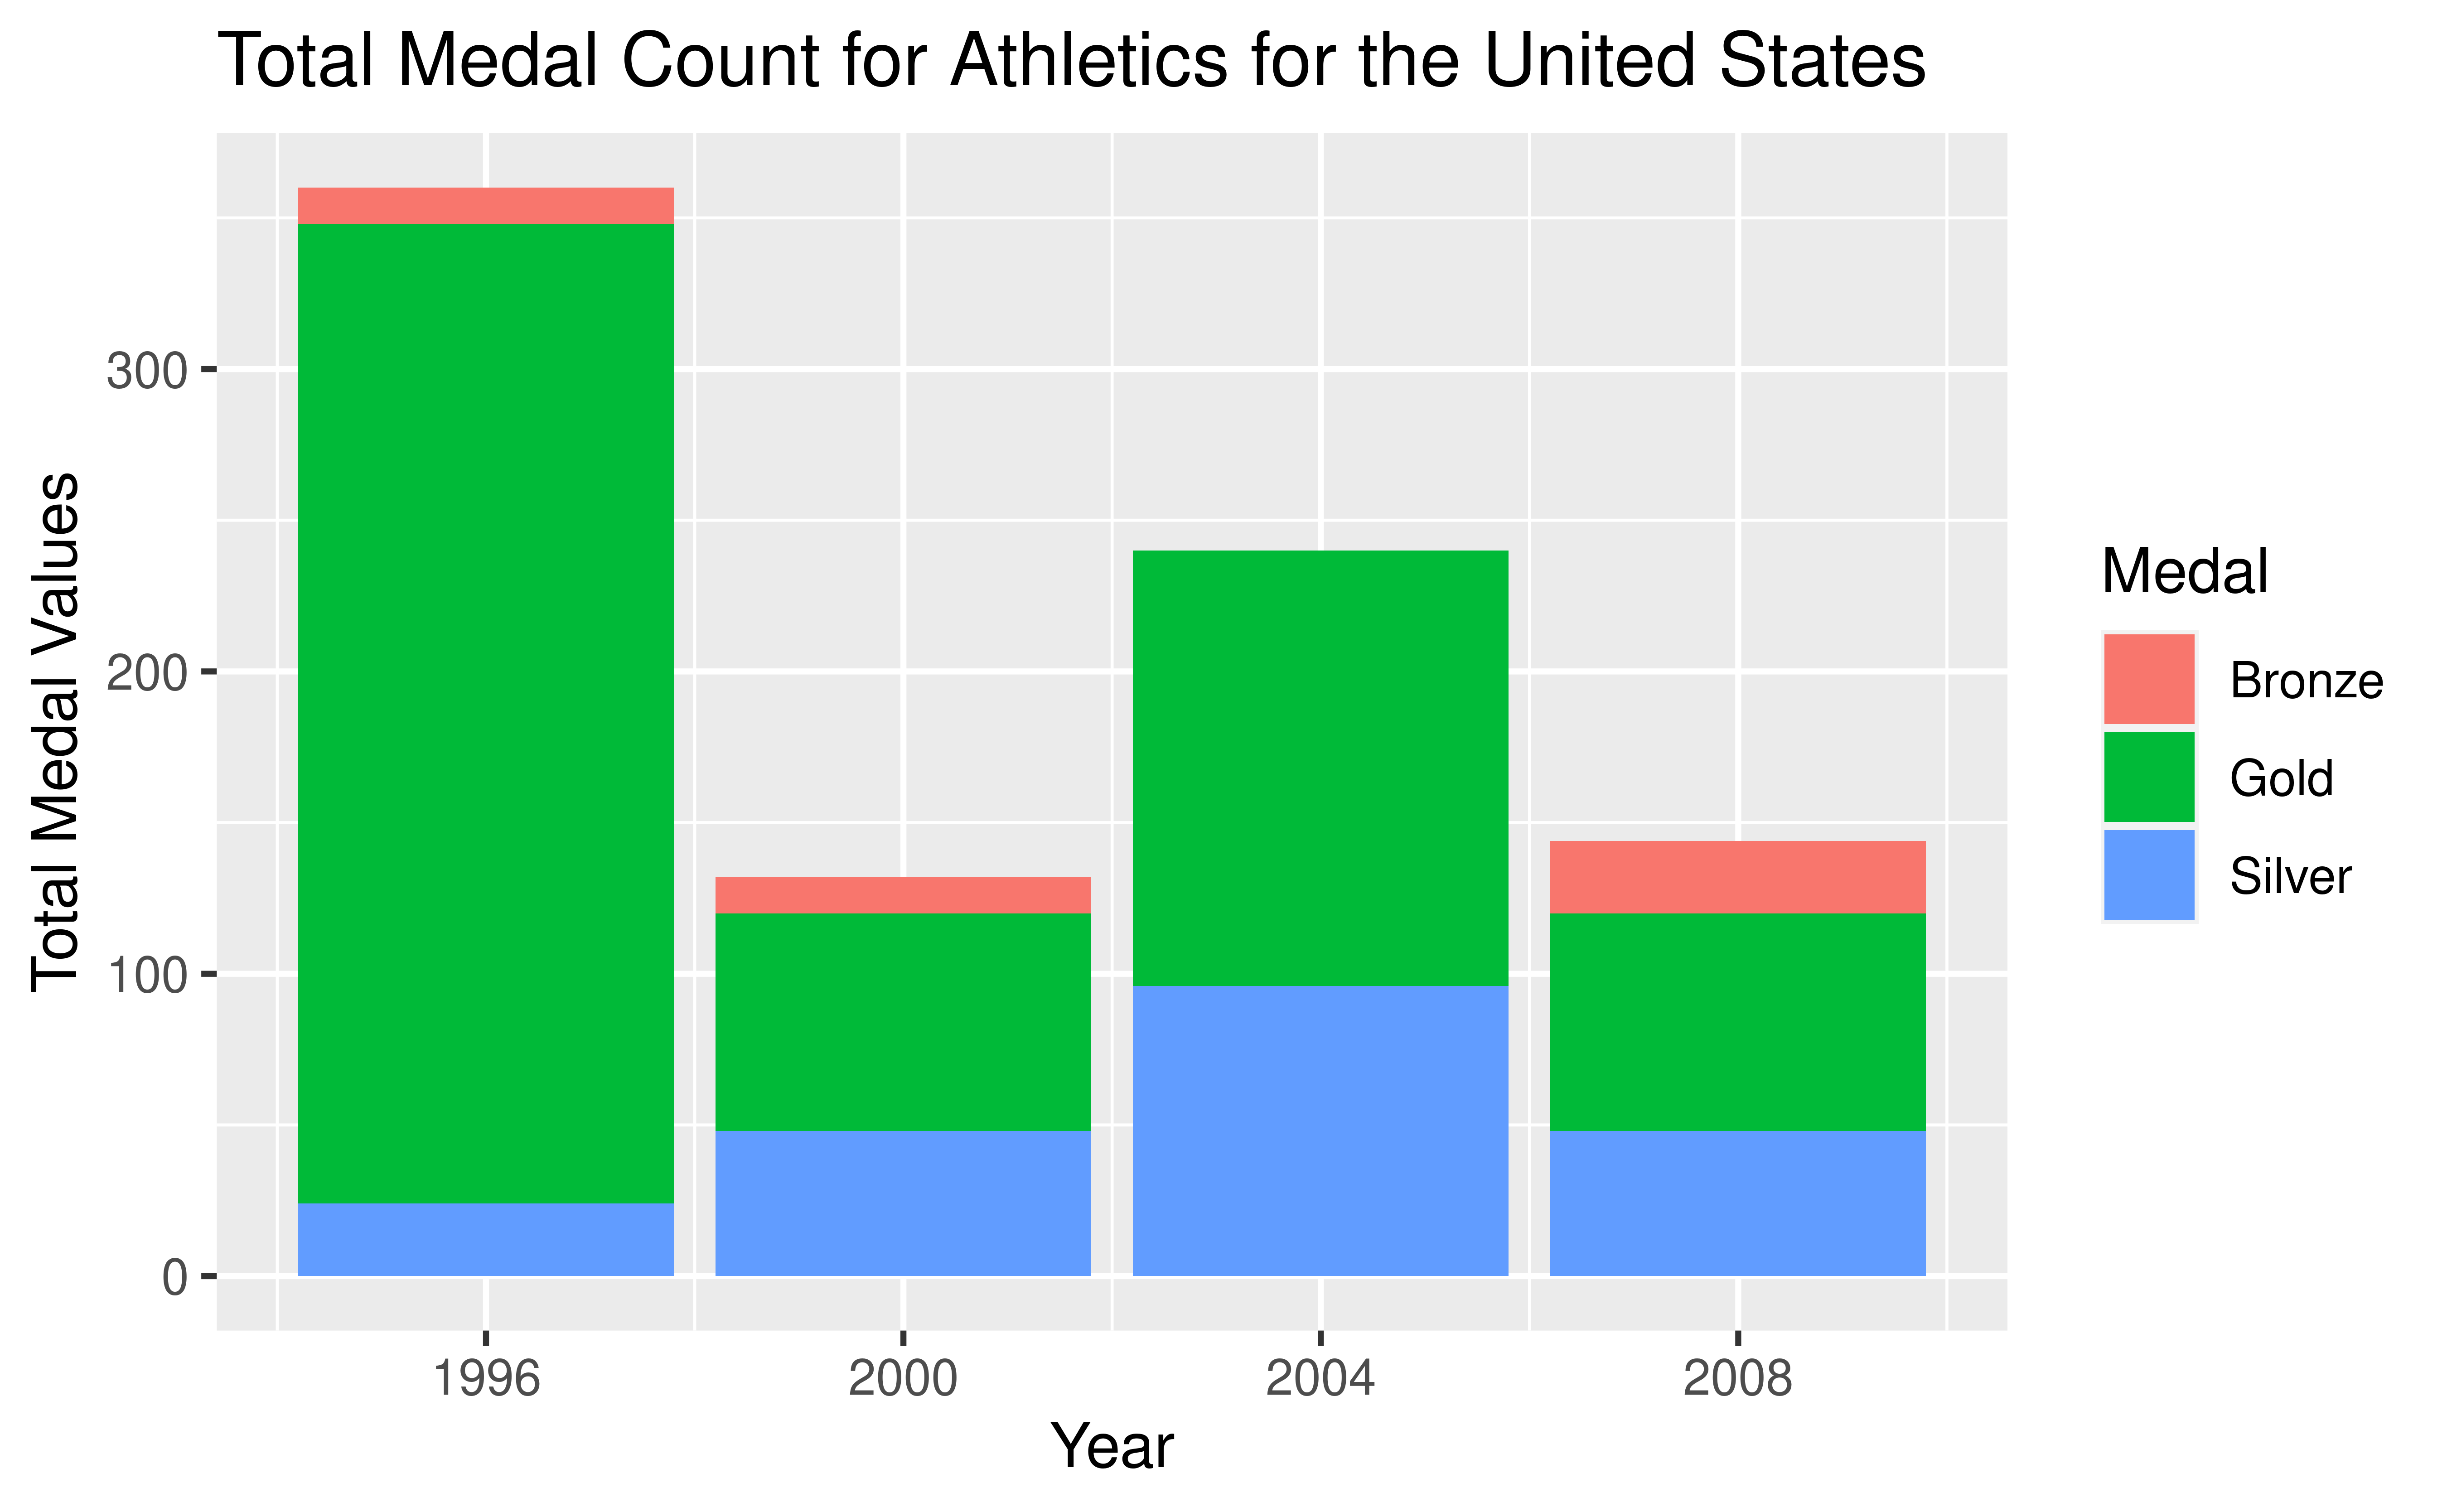 Total Medal Count for Athletics for the United States
Total Medal Values
300
200
100
0
1996 2000 2004 2008
Year
Medal
Bronze
Gold
Silver